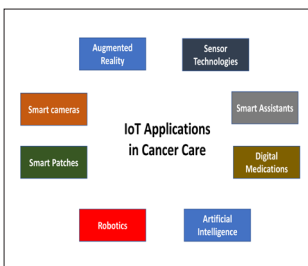 Augmented
Reality
Sensor
Technologies
Smart cameras
Smart Assistants
IoT Applications
in Cancer Care
Smart Patches
Digital
Medications
Robotics
Artificial
Intelligence